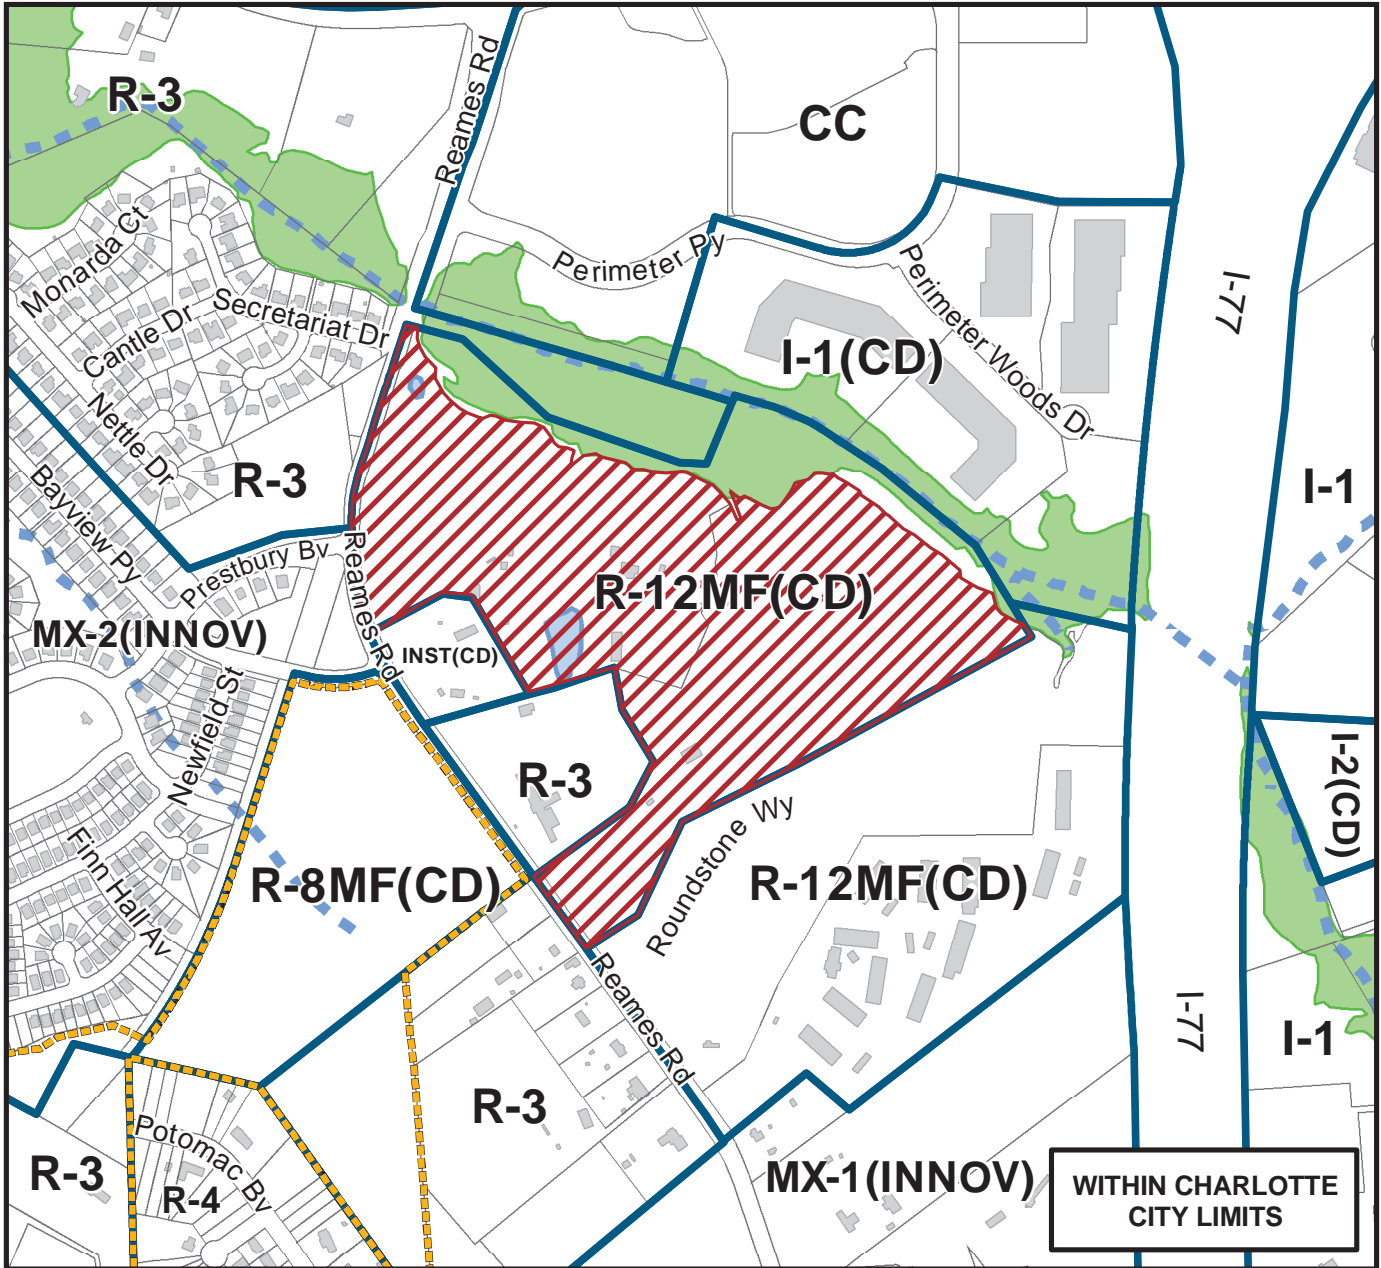 R-3
Reames Rd
CC
Monarda Ct
Perimeter Py
Secretariat Dr
Cantle Dr
Perimeter Woods Dr
I-77
I-1(CD)
Nettle Dr
R-3
Bayview Py
I-1
Prestbury Bv
Reames Rd
R-12MF(CD)
MX-2(INNOV)
INST(CD)
Newfield St
R-3
I-2(CD)
Roundstone Wy
Finn Hall Av
R-8MF(CD)
R-12MF(CD)
Reames Rd
I-77
I-1
R-3
Potomac Bv
R-3
R-4
MX-1(INNOV)
WITHIN CHARLOTTE
CITY LIMITS